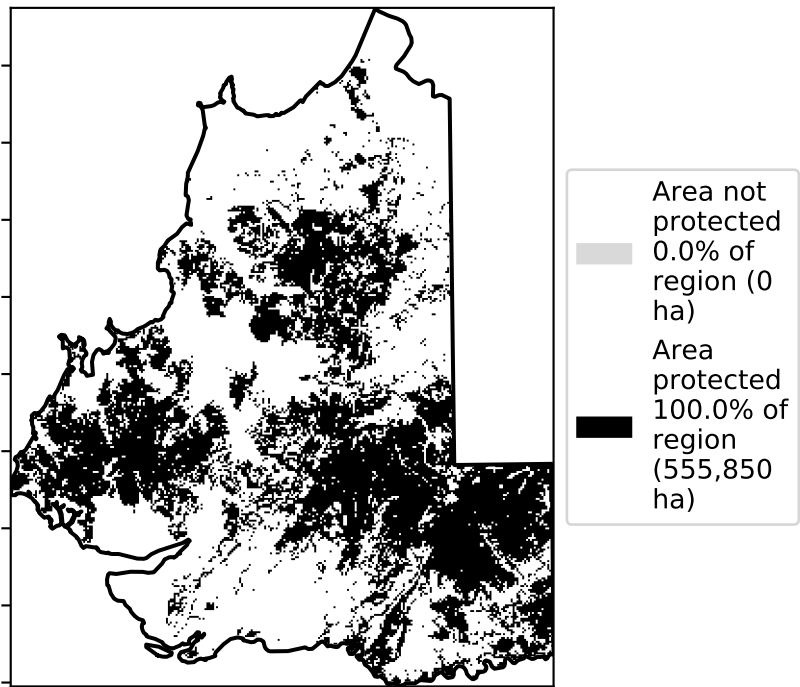 Area not
protected
0.0% of
region (0
ha)
Area
protected
100.0% of
region
(555,850
ha)